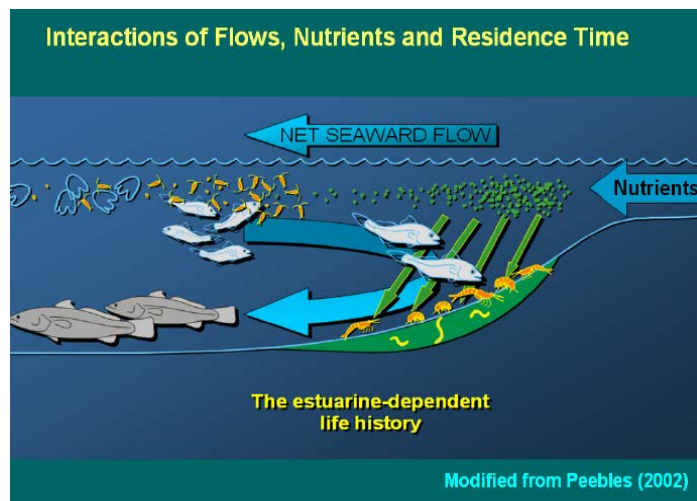 Interactions of Flows, Nutrients and Residence Time
NET SEAWARD FLOW
Nutrients
The estuarine-dependent
life history
Modified from Peebles (2002)